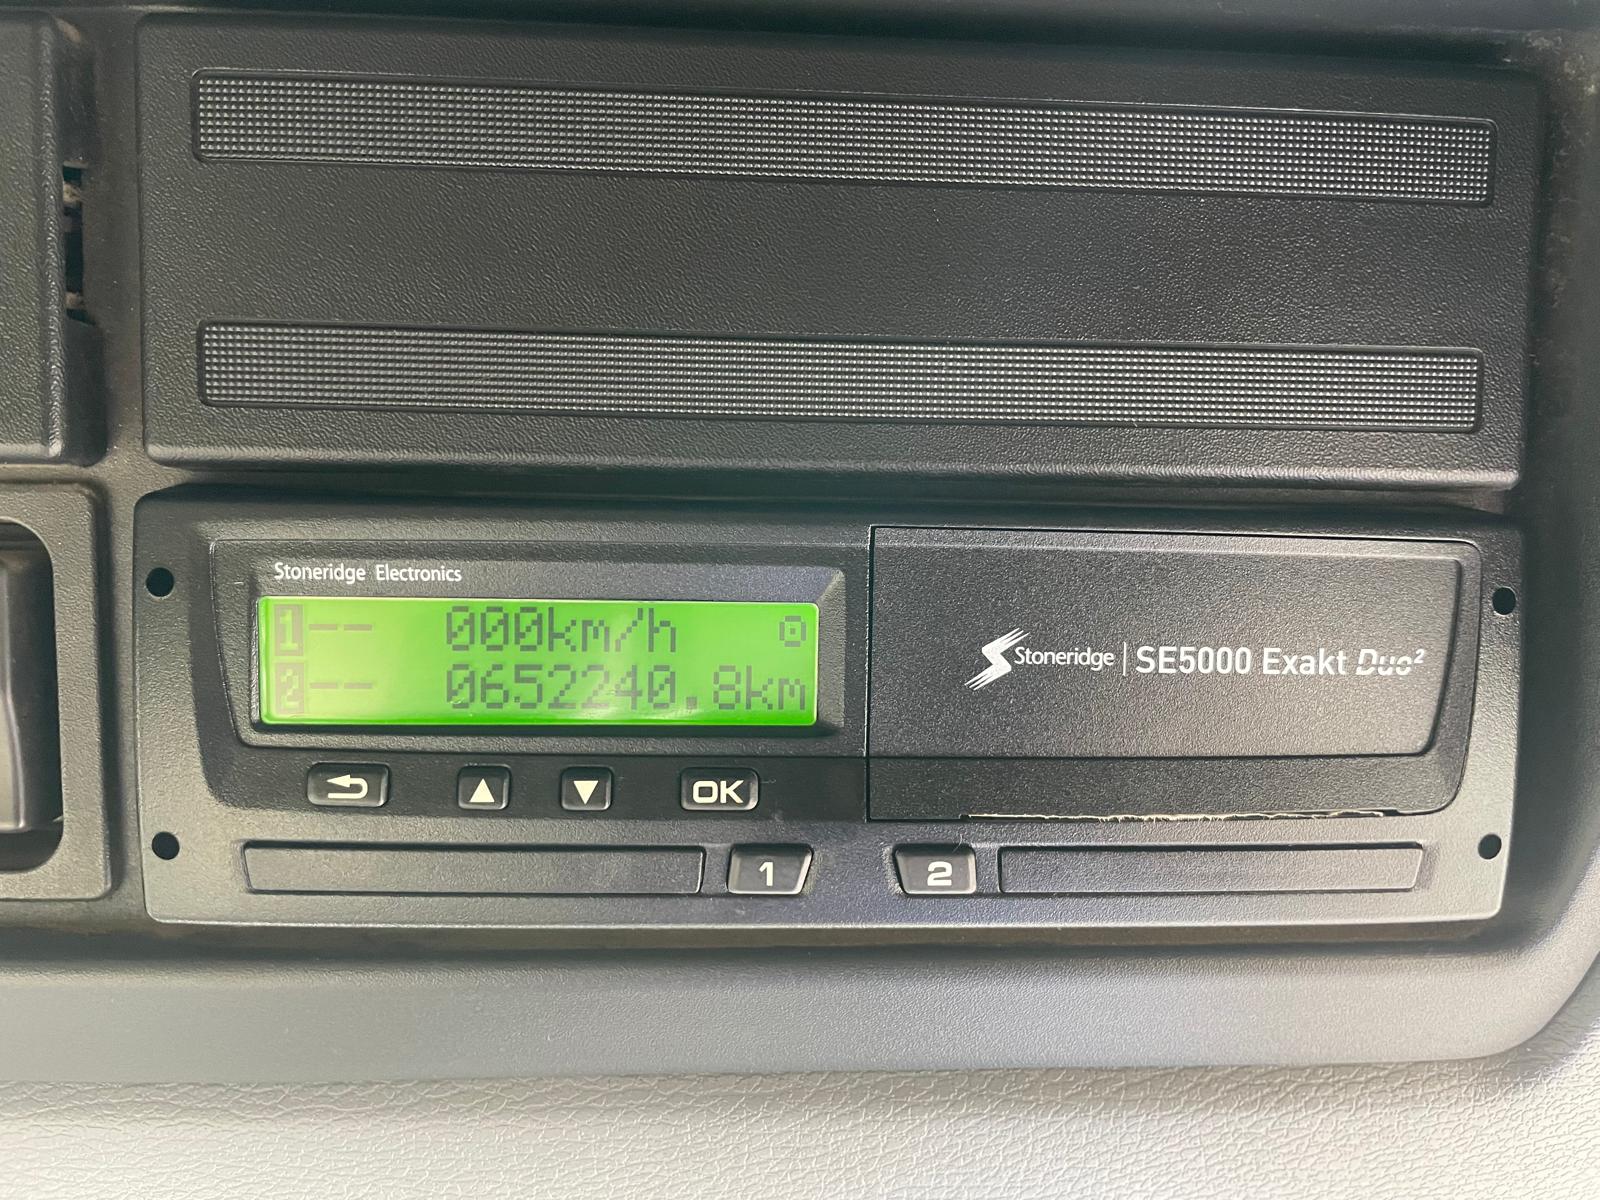 Stoneridge Electronics
1-- 000km/h
2-- 0652240.8km
Stoneridge | SE5000 Exakt Duo²
OK
1
2